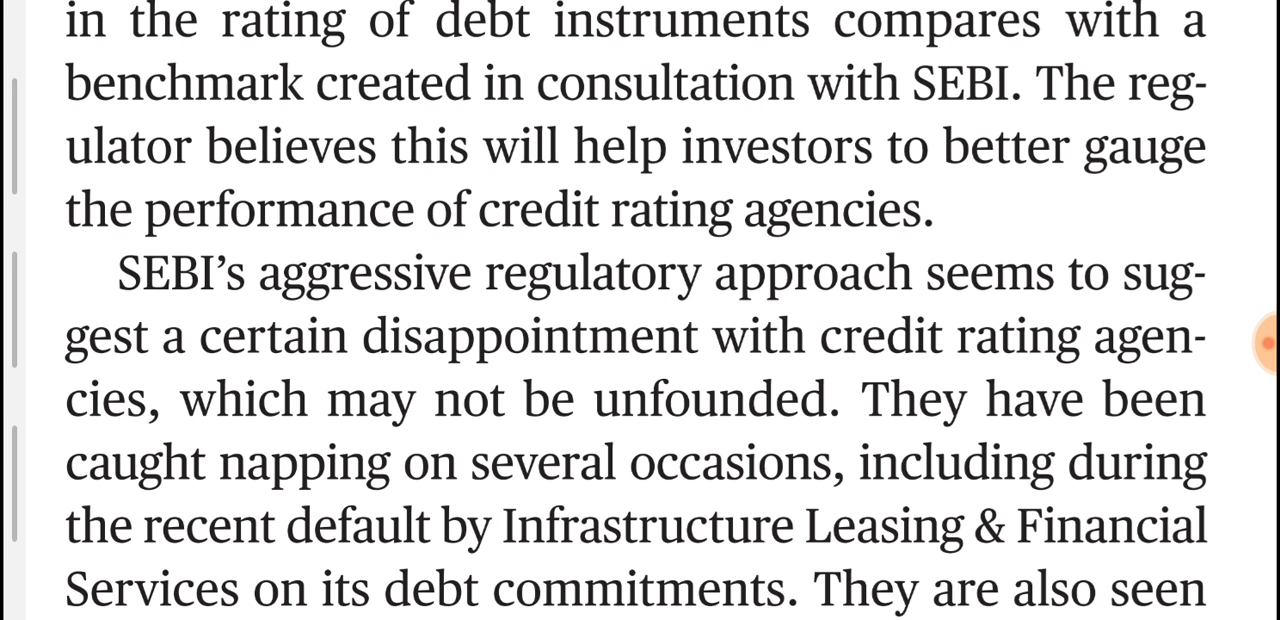 in the rating of debt instruments compares with a
benchmark created in consultation with SEBI. The reg-
ulator believes this will help investors to better gauge
the performance of credit rating agencies.
SEBI’s aggressive regulatory approach seems to sug-
gest a certain disappointment with credit rating agen-
cies, which may not be unfounded. They have been
caught napping on several occasions, including during
the recent default by Infrastructure Leasing & Financial
Services on its debt commitments. They are also seen